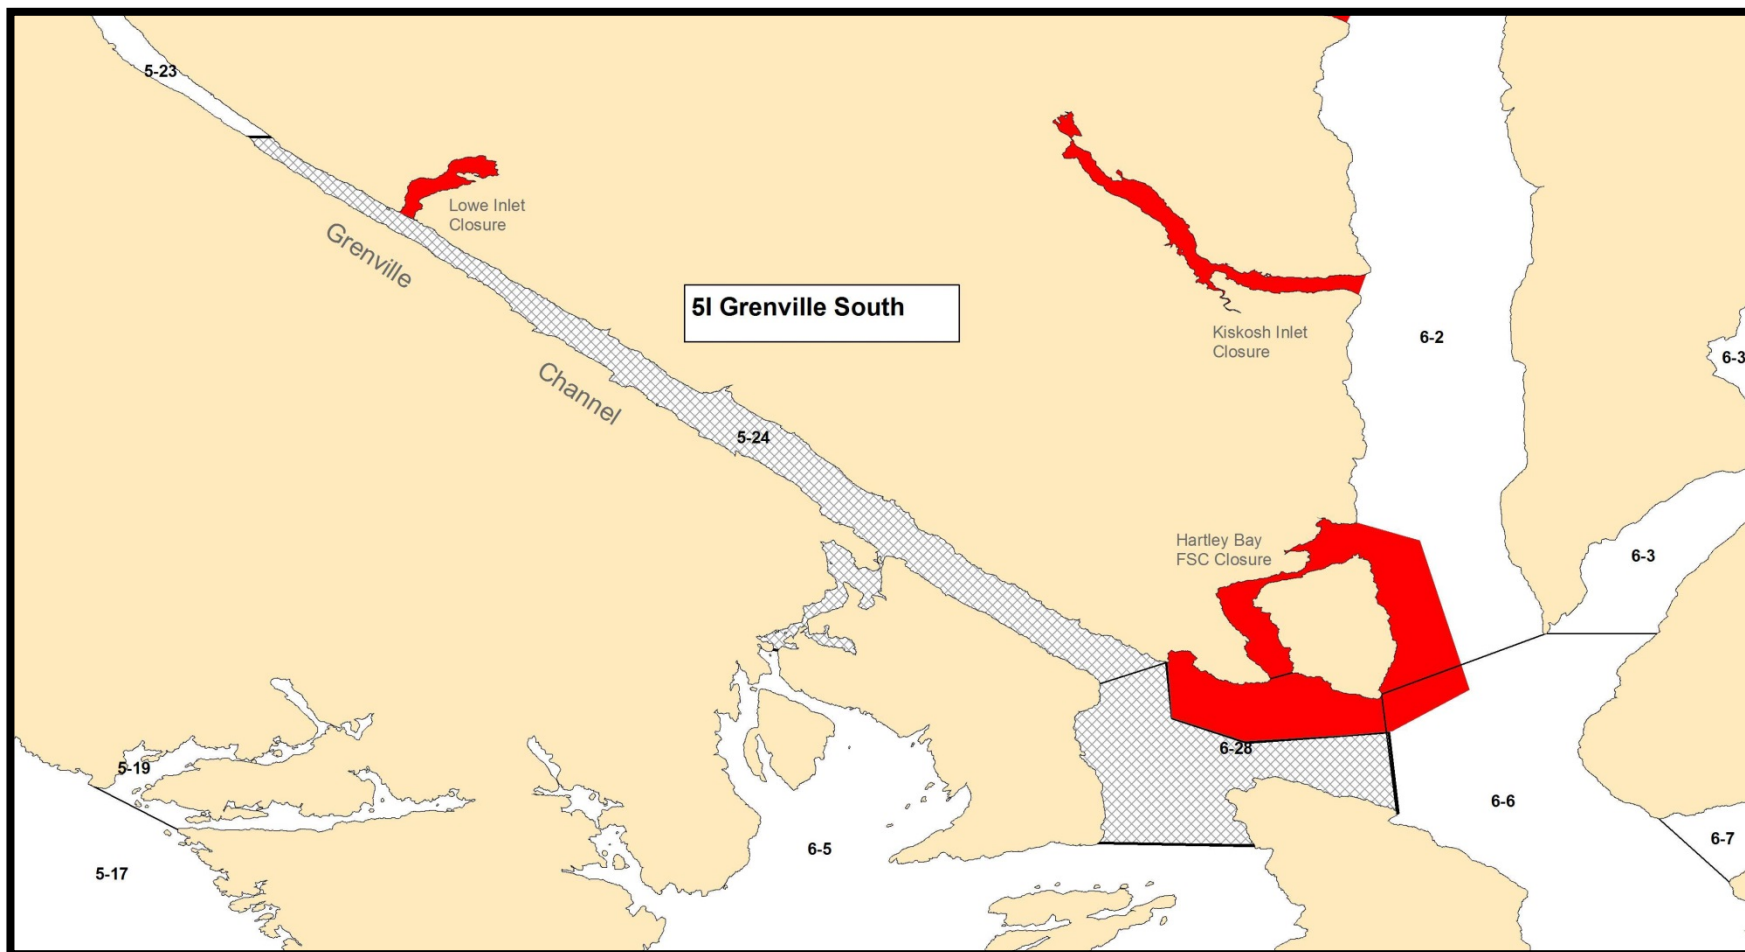 5-23
Lowe Inlet
Closure
Grenville
Channel
5I Grenville South
Kiskosh Inlet
Closure
6-2
6-3
5-24
Hartley Bay
FSC Closure
6-3
6-28
5-19
6-5
6-6
6-7
5-17